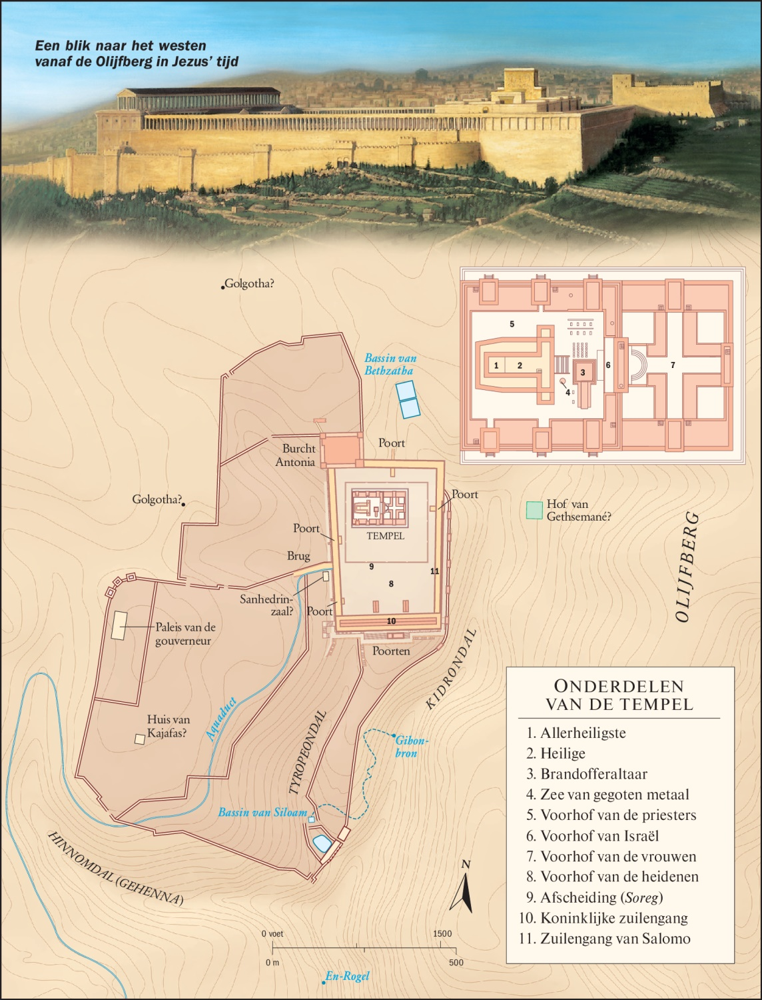 Een blik naar het westen
vanaf de Olijfberg in Jezus’ tijd
Golgotha?
Bassin van
Bethzatha
5
1
2
3
4
6
7
Burcht
Antonia
Poort
Golgotha?
Poort
Hof van
Gethsemané?
OLIJFBERG
Poort
TEMPEL
Brug
9
11
8
Sanhedrin-
zaal?
Poort
10
Paleis van de
gouverneur
Poorten
KIDRONDAL
Huis van
Kajafas?
Aquaduct
TYROPEONDAL
Gihon-
bron
Bassin van Siloam
HINNOMDAL (GEHENNA)
N
0 voet
1500
0 m
500
En-Rogel
ONDERDELEN
VAN DE TEMPEL
1. Allerheiligste
2. Heilige
3. Brandofferaltaar
4. Zee van gegoten metaal
5. Voorhof van de priesters
6. Voorhof van Israël
7. Voorhof van de vrouwen
8. Voorhof van de heidenen
9. Afscheiding (Soreg)
10. Koninklijke zuilengang
11. Zuilengang van Salomo